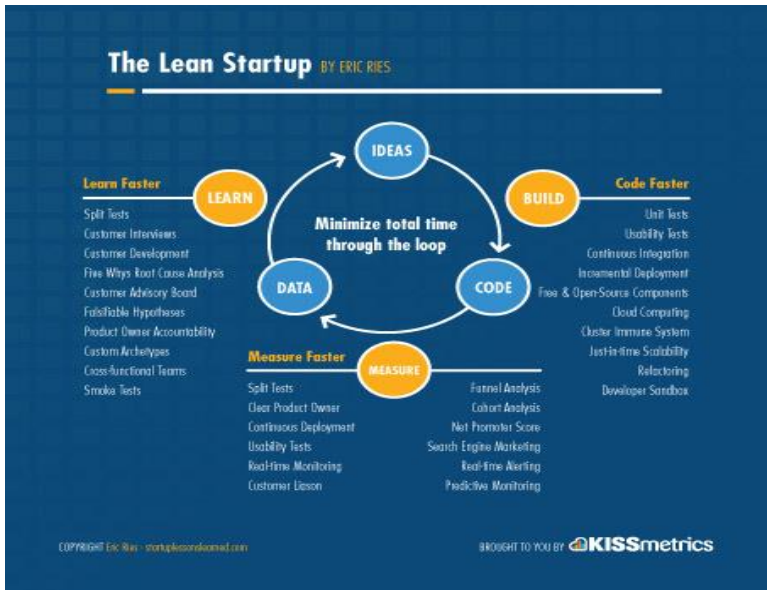 The Lean Startup BY ERIC RIES
IDEAS
Learn Faster
LEARN
Split Tests
Customer Interviews
Customer Development
Five Whys Root Cause Analysis
Customer Advisory Board
Falsifiable Hypotheses
Product Owner Accountability
Custom Archetypes
Cross-functional Teams
Smoke Tests
Minimize total time
through the loop
BUILD
Code Faster
Unit Tests
Usability Tests
Continuous Integration
Incremental Deployment
Free & Open-Source Components
Cloud Computing
Cluster Immune System
Just-in-time Scalability
Refactoring
Developer Sandbox
DATA
CODE
Measure Faster
MEASURE
Split Tests
Clear Product Owner
Continuous Deployment
Usability Tests
Real-time Monitoring
Customer Liason
Funnel Analysis
Cohort Analysis
Net Promoter Score
Search Engine Marketing
Real-time Alerting
Predictive Monitoring
COPYRIGHT Eric Ries - startuplessonslearned.com
BROUGHT TO YOU BY KISSmetrics